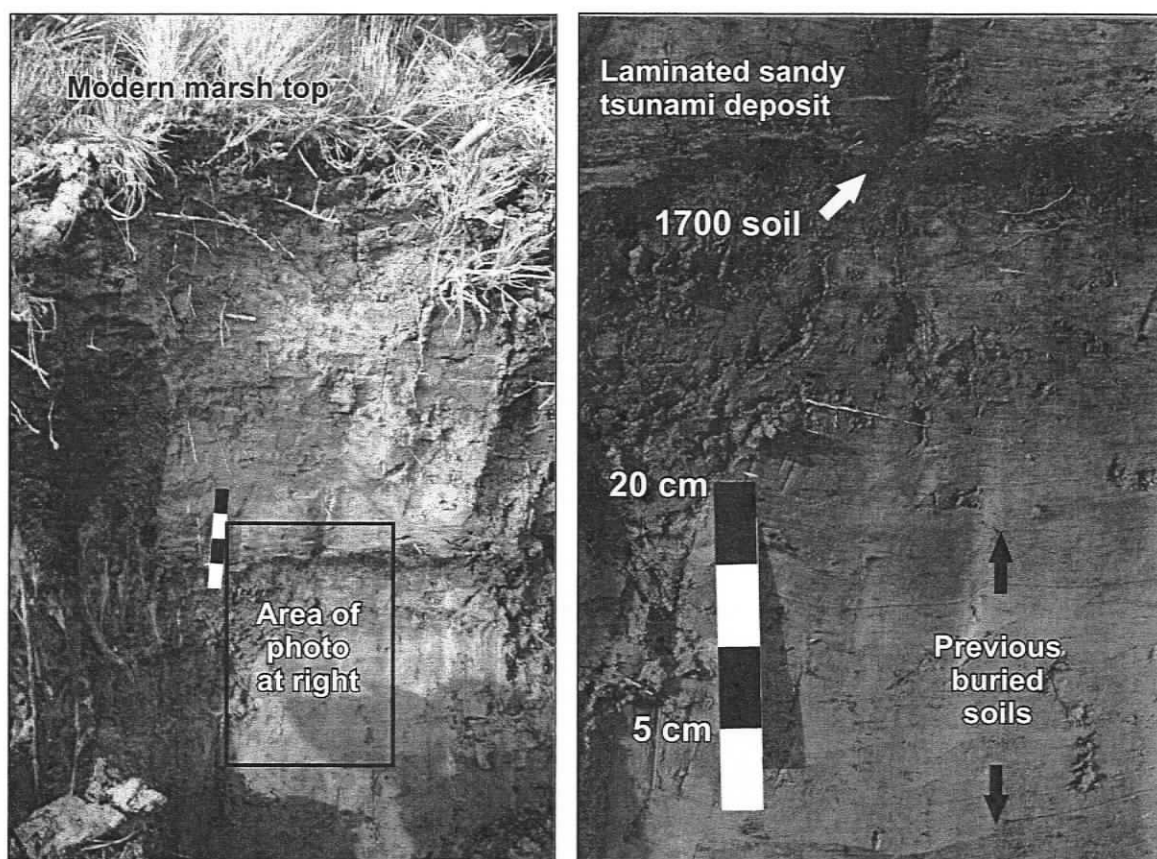 Modern marsh top
Area of
photo
at right
Laminated sandy
tsunami deposit
1700 soil
20 cm
5 cm
Previous
buried
soils